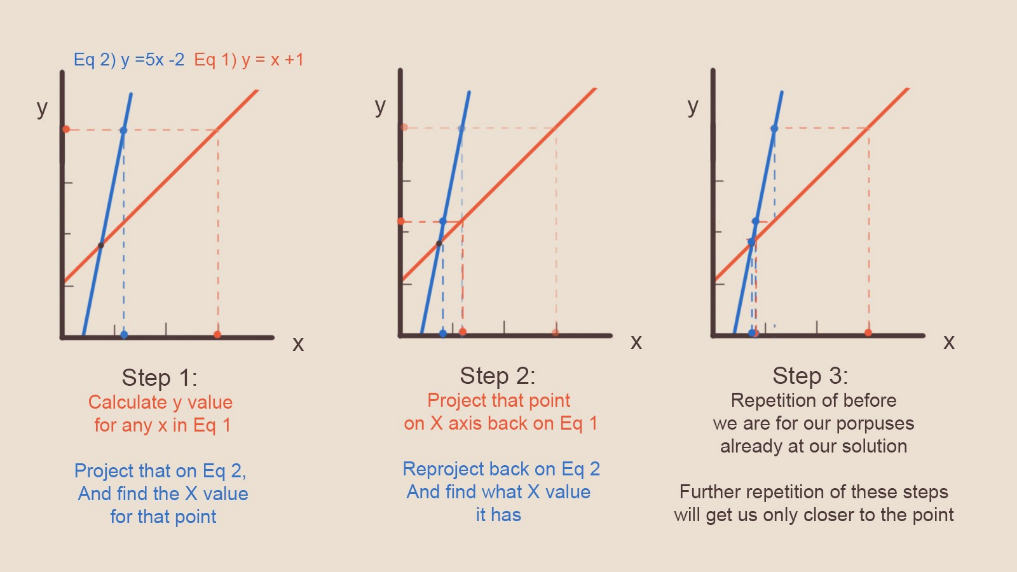 Eq 2) y =5x -2 Eq 1) y = x +1
y
x
Step 1:
Calculate y value
for any x in Eq 1
Project that on Eq 2,
And find the X value
for that point
y
x
Step 2:
Project that point
on X axis back on Eq 1
Reproject back on Eq 2
And find what X value
it has
y
x
Step 3:
Repetition of before
we are for our porpuses
already at our solution
Further repetition of these steps
will get us only closer to the point